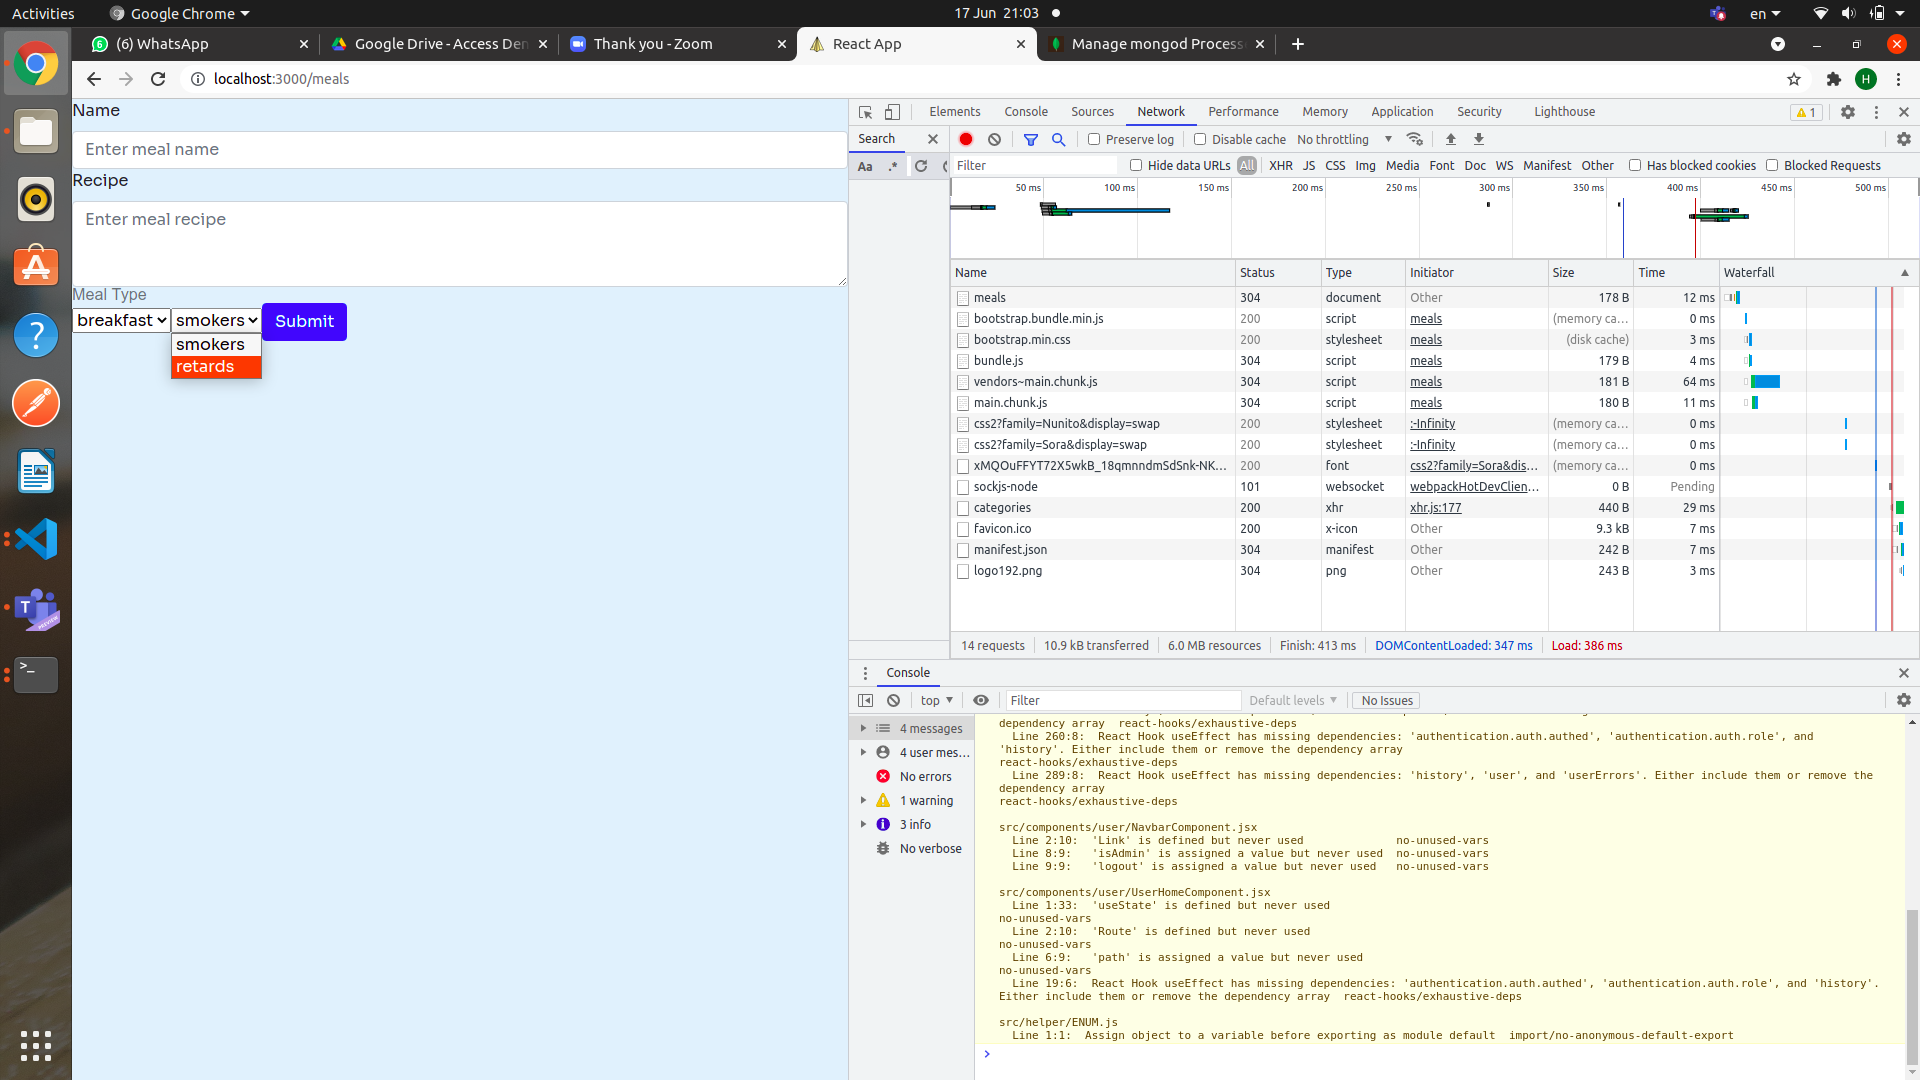 Activities
Google Chrome
17 Jun 21:03
en
(6) WhatsApp
Google Drive - Access Den
Thank you - Zoom
React App
Manage mongod Process
localhost:3000/meals
H
Name
Enter meal name
Recipe
Enter meal recipe
Meal Type
breakfast
smokers
Submit
smokers
retards
Elements Console Sources Network Performance Memory Application Security Lighthouse
1
Search
Preserve log
Disable cache
No throttling
Aa .*
Filter
Hide data URLs
All XHR JS CSS Img Media Font Doc WS Manifest Other
Has blocked cookies
Blocked Requests
50 ms 100 ms 150 ms 200 ms 250 ms 300 ms 350 ms 400 ms 450 ms 500 ms
Name Status Type Initiator Size Time Waterfall
meals 304 document Other 178 B 12 ms
bootstrap.bundle.min.js 200 script meals (memory ca... 0 ms
bootstrap.min.css 200 stylesheet meals (disk cache) 3 ms
bundle.js 304 script meals 179 B 4 ms
vendors~main.chunk.js 304 script meals 181 B 64 ms
main.chunk.js 304 script meals 180 B 11 ms
css2?family=Nunito&display=swap 200 stylesheet :-Infinity (memory ca... 0 ms
css2?family=Sora&display=swap 200 stylesheet :-Infinity (memory ca... 0 ms
xMQOuFFYT72X5wkB_18qmnndmSdSnk-NK... 200 font css2?family=Sora&dis... (memory ca... 0 ms
sockjs-node 101 websocket webpackHotDevClien... 0 B Pending
categories 200 xhr xhr.js:177 440 B 29 ms
favicon.ico 200 x-icon Other 9.3 kB 7 ms
manifest.json 304 manifest Other 242 B 7 ms
logo192.png 304 png Other 243 B 3 ms
14 requests 10.9 kB transferred 6.0 MB resources Finish: 413 ms DOMContentLoaded: 347 ms Load: 386 ms
Console
top
Filter
Default levels
No Issues
4 messages
4 user mes...
No errors
1 warning
3 info
No verbose
dependency array react-hooks/exhaustive-deps
Line 260:8: React Hook useEffect has missing dependencies: 'authentication.auth.authed', 'authentication.auth.role', and
'history'. Either include them or remove the dependency array
react-hooks/exhaustive-deps
Line 289:8: React Hook useEffect has missing dependencies: 'history', 'user', and 'userErrors'. Either include them or remove the
dependency array
react-hooks/exhaustive-deps
src/components/user/NavbarComponent.jsx
Line 2:10: 'Link' is defined but never used no-unused-vars
Line 8:9: 'isAdmin' is assigned a value but never used no-unused-vars
Line 9:9: 'logout' is assigned a value but never used no-unused-vars
src/components/user/UserHomeComponent.jsx
Line 1:33: 'useState' is defined but never used
no-unused-vars
Line 2:10: 'Route' is defined but never used
no-unused-vars
Line 6:9: 'path' is assigned a value but never used
no-unused-vars
Line 19:6: React Hook useEffect has missing dependencies: 'authentication.auth.authed', 'authentication.auth.role', and 'history'.
Either include them or remove the dependency array react-hooks/exhaustive-deps
src/helper/ENUM.js
Line 1:1: Assign object to a variable before exporting as module default import/no-anonymous-default-export